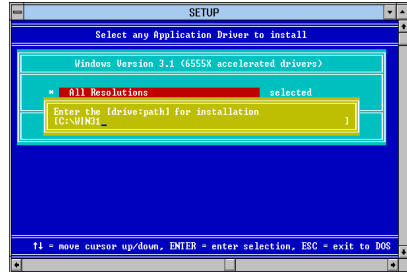 SETUP
Select any Application Driver to install
Windows Version 3.1 (6555X accelerated drivers)
* All Resolutions selected
Enter the [drive:path] for installation
[C:\WIN31_ ]
↑↓ = move cursor up/down, ENTER = enter selection, ESC = exit to DOS